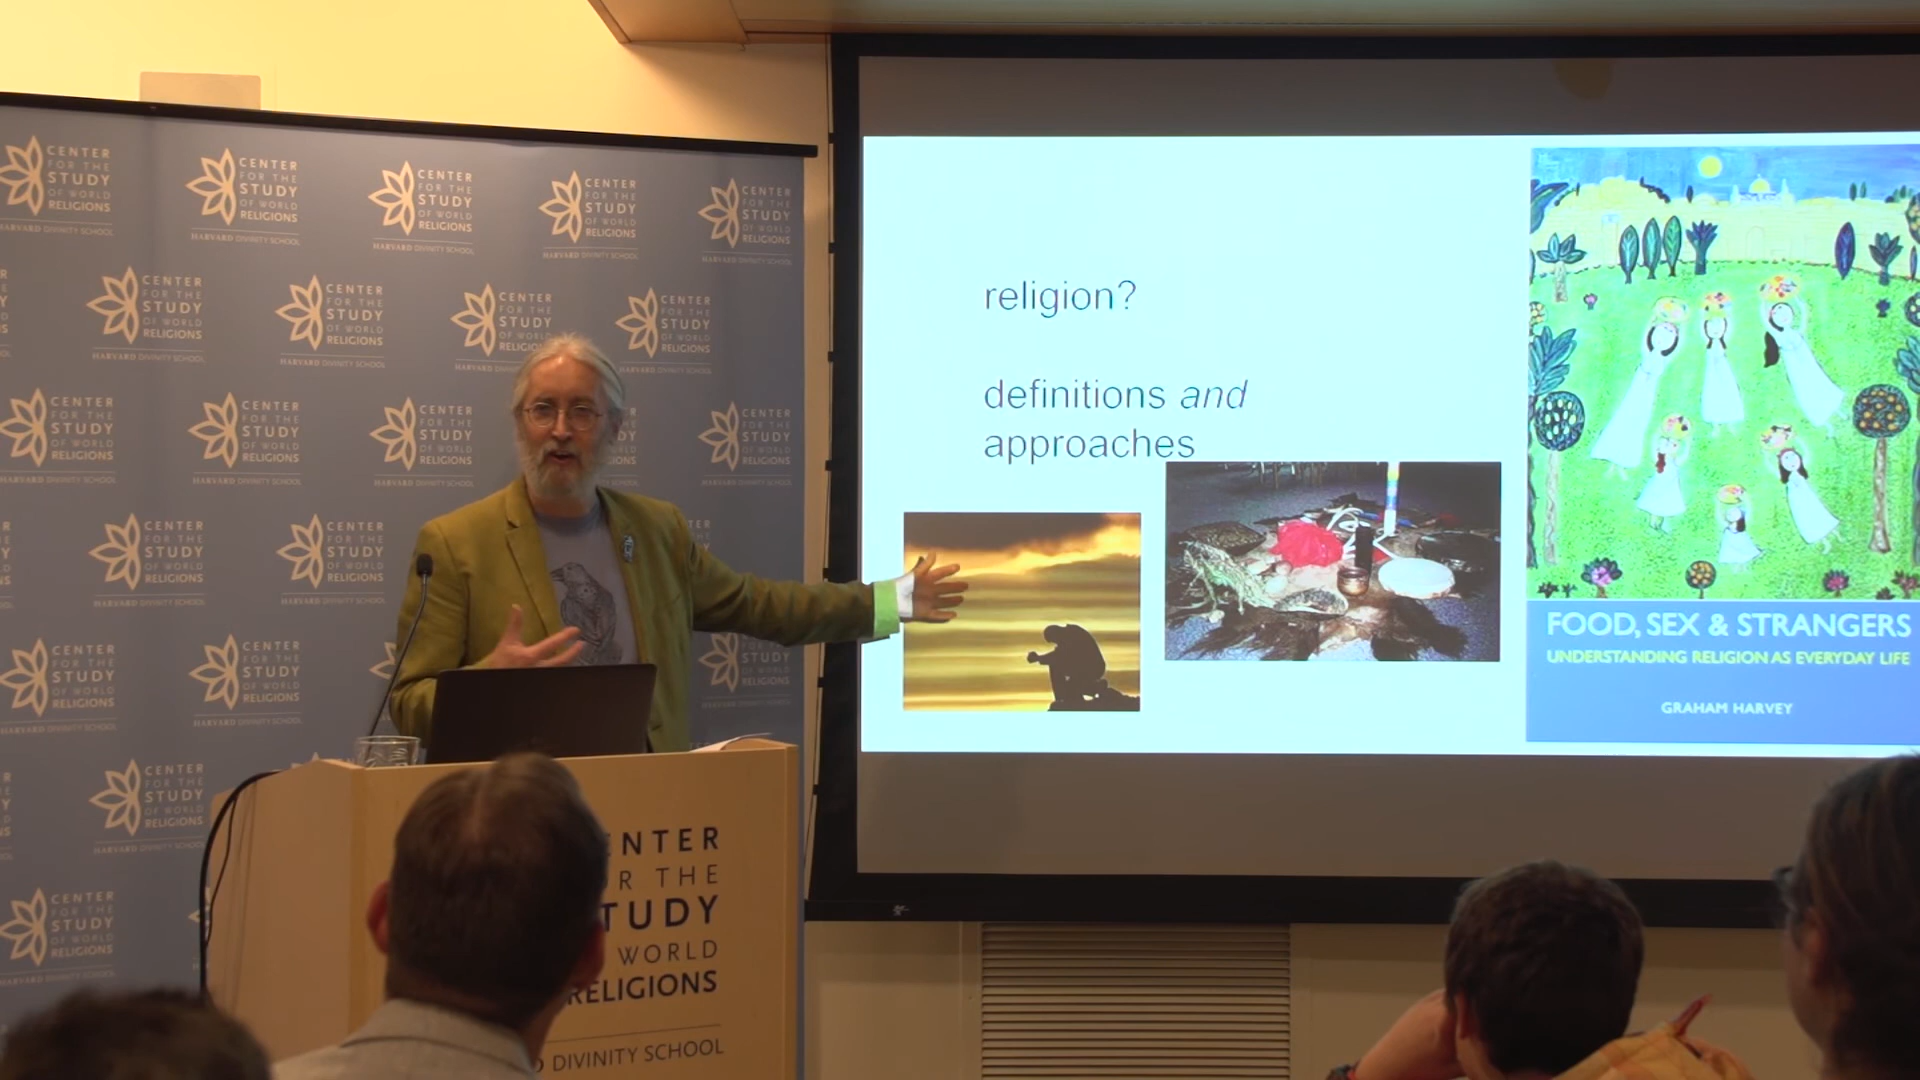 CENTER
FOR THE
STUDY
OF WORLD
RELIGIONS
HARVARD DIVINITY SCHOOL
religion?
definitions and
approaches
FOOD, SEX & STRANGERS
UNDERSTANDING RELIGION AS EVERYDAY LIFE
GRAHAM HARVEY
ENTER
R THE
TUDY
WORLD
RELIGIONS
D DIVINITY SCHOOL